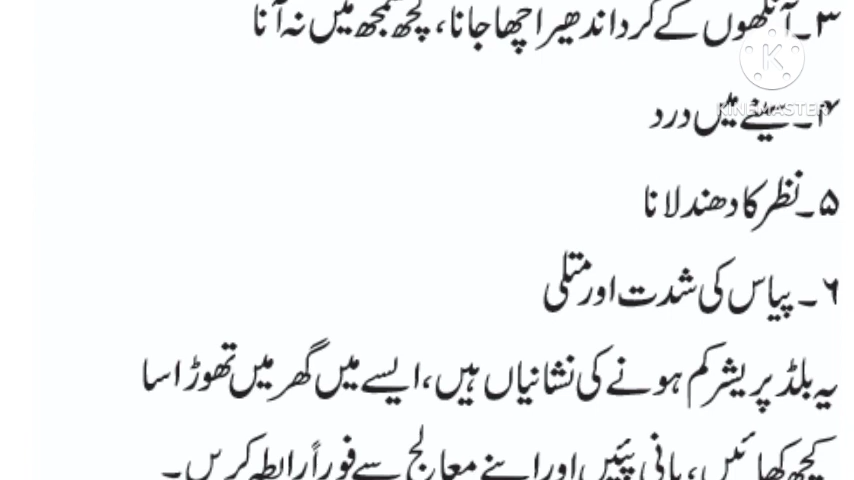 ۳۔ آنکھوں کے گرد اندھیرا چھا جانا، کچھ سمجھ میں نہ آنا
KINEMASTER
۴۔ سینے میں درد
۵۔ نظر کا دھندلانا
۶۔ پیاس کی شدت اور متلی
یہ بلڈ پریشر کم ہونے کی نشانیاں ہیں، ایسے میں گھر میں تھوڑا سا
کچھ کھائیں، پانی پئیں اور اپنے معالج سے فوراً رابطہ کریں۔